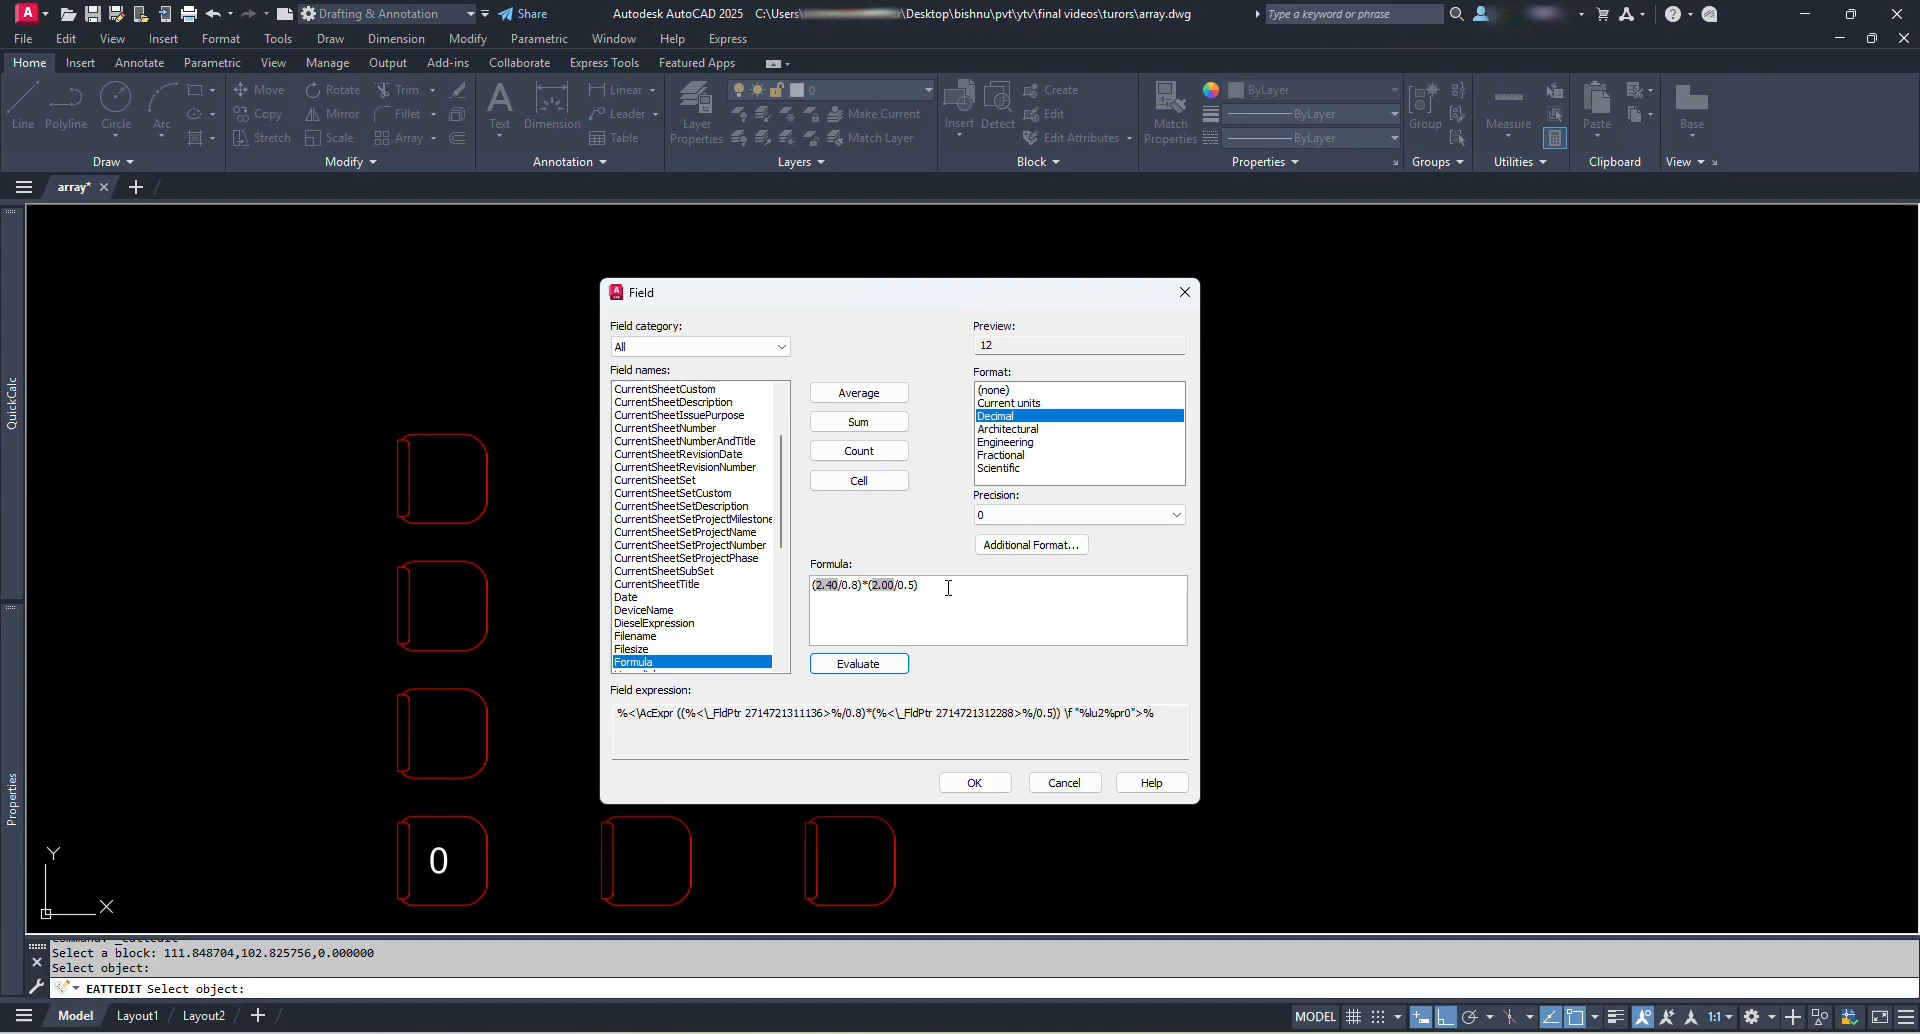 Drafting & Annotation
Share
Autodesk AutoCAD 2025 C:\Users\ \Desktop\bishnu\pvt\ytv\final videos\turors\array.dwg
Type a keyword or phrase
File Edit View Insert Format Tools Draw Dimension Modify Parametric Window Help Express
Home Insert Annotate Parametric View Manage Output Add-ins Collaborate Express Tools Featured Apps
Line Polyline Circle Arc
Draw
Move Rotate Trim
Copy Mirror Fillet
Stretch Scale Array
Modify
Text Dimension
Linear
Leader
Table
Annotation
Layer
Properties
0
Make Current
Match Layer
Layers
Insert Detect
Create
Edit
Edit Attributes
Block
Match
Properties
ByLayer
ByLayer
ByLayer
Properties
Group
Groups
Measure
Utilities
Paste
Clipboard
Base
View
array*
QuickCalc
Properties
Field
Field category:
All
Field names:
CurrentSheetCustom
CurrentSheetDescription
CurrentSheetIssuePurpose
CurrentSheetNumber
CurrentSheetNumberAndTitle
CurrentSheetRevisionDate
CurrentSheetRevisionNumber
CurrentSheetSet
CurrentSheetSetCustom
CurrentSheetSetDescription
CurrentSheetSetProjectMilestone
CurrentSheetSetProjectName
CurrentSheetSetProjectNumber
CurrentSheetSetProjectPhase
CurrentSheetSubSet
CurrentSheetTitle
Date
DeviceName
DieselExpression
Filename
Filesize
Formula
Average
Sum
Count
Cell
Preview:
12
Format:
(none)
Current units
Decimal
Architectural
Engineering
Fractional
Scientific
Precision:
0
Additional Format...
Formula:
(2.40/0.8)*(2.00/0.5)
Evaluate
Field expression:
%<\AcExpr ((%<\_FldPtr 2714721311136>%/0.8)*(%<\_FldPtr 2714721312288>%/0.5)) \f "%lu2%pr0">%
OK Cancel Help
0
Y
X
Select a block: 111.848704,102.825756,0.000000
Select object:
EATTEDIT Select object:
Model Layout1 Layout2
MODEL
1:1